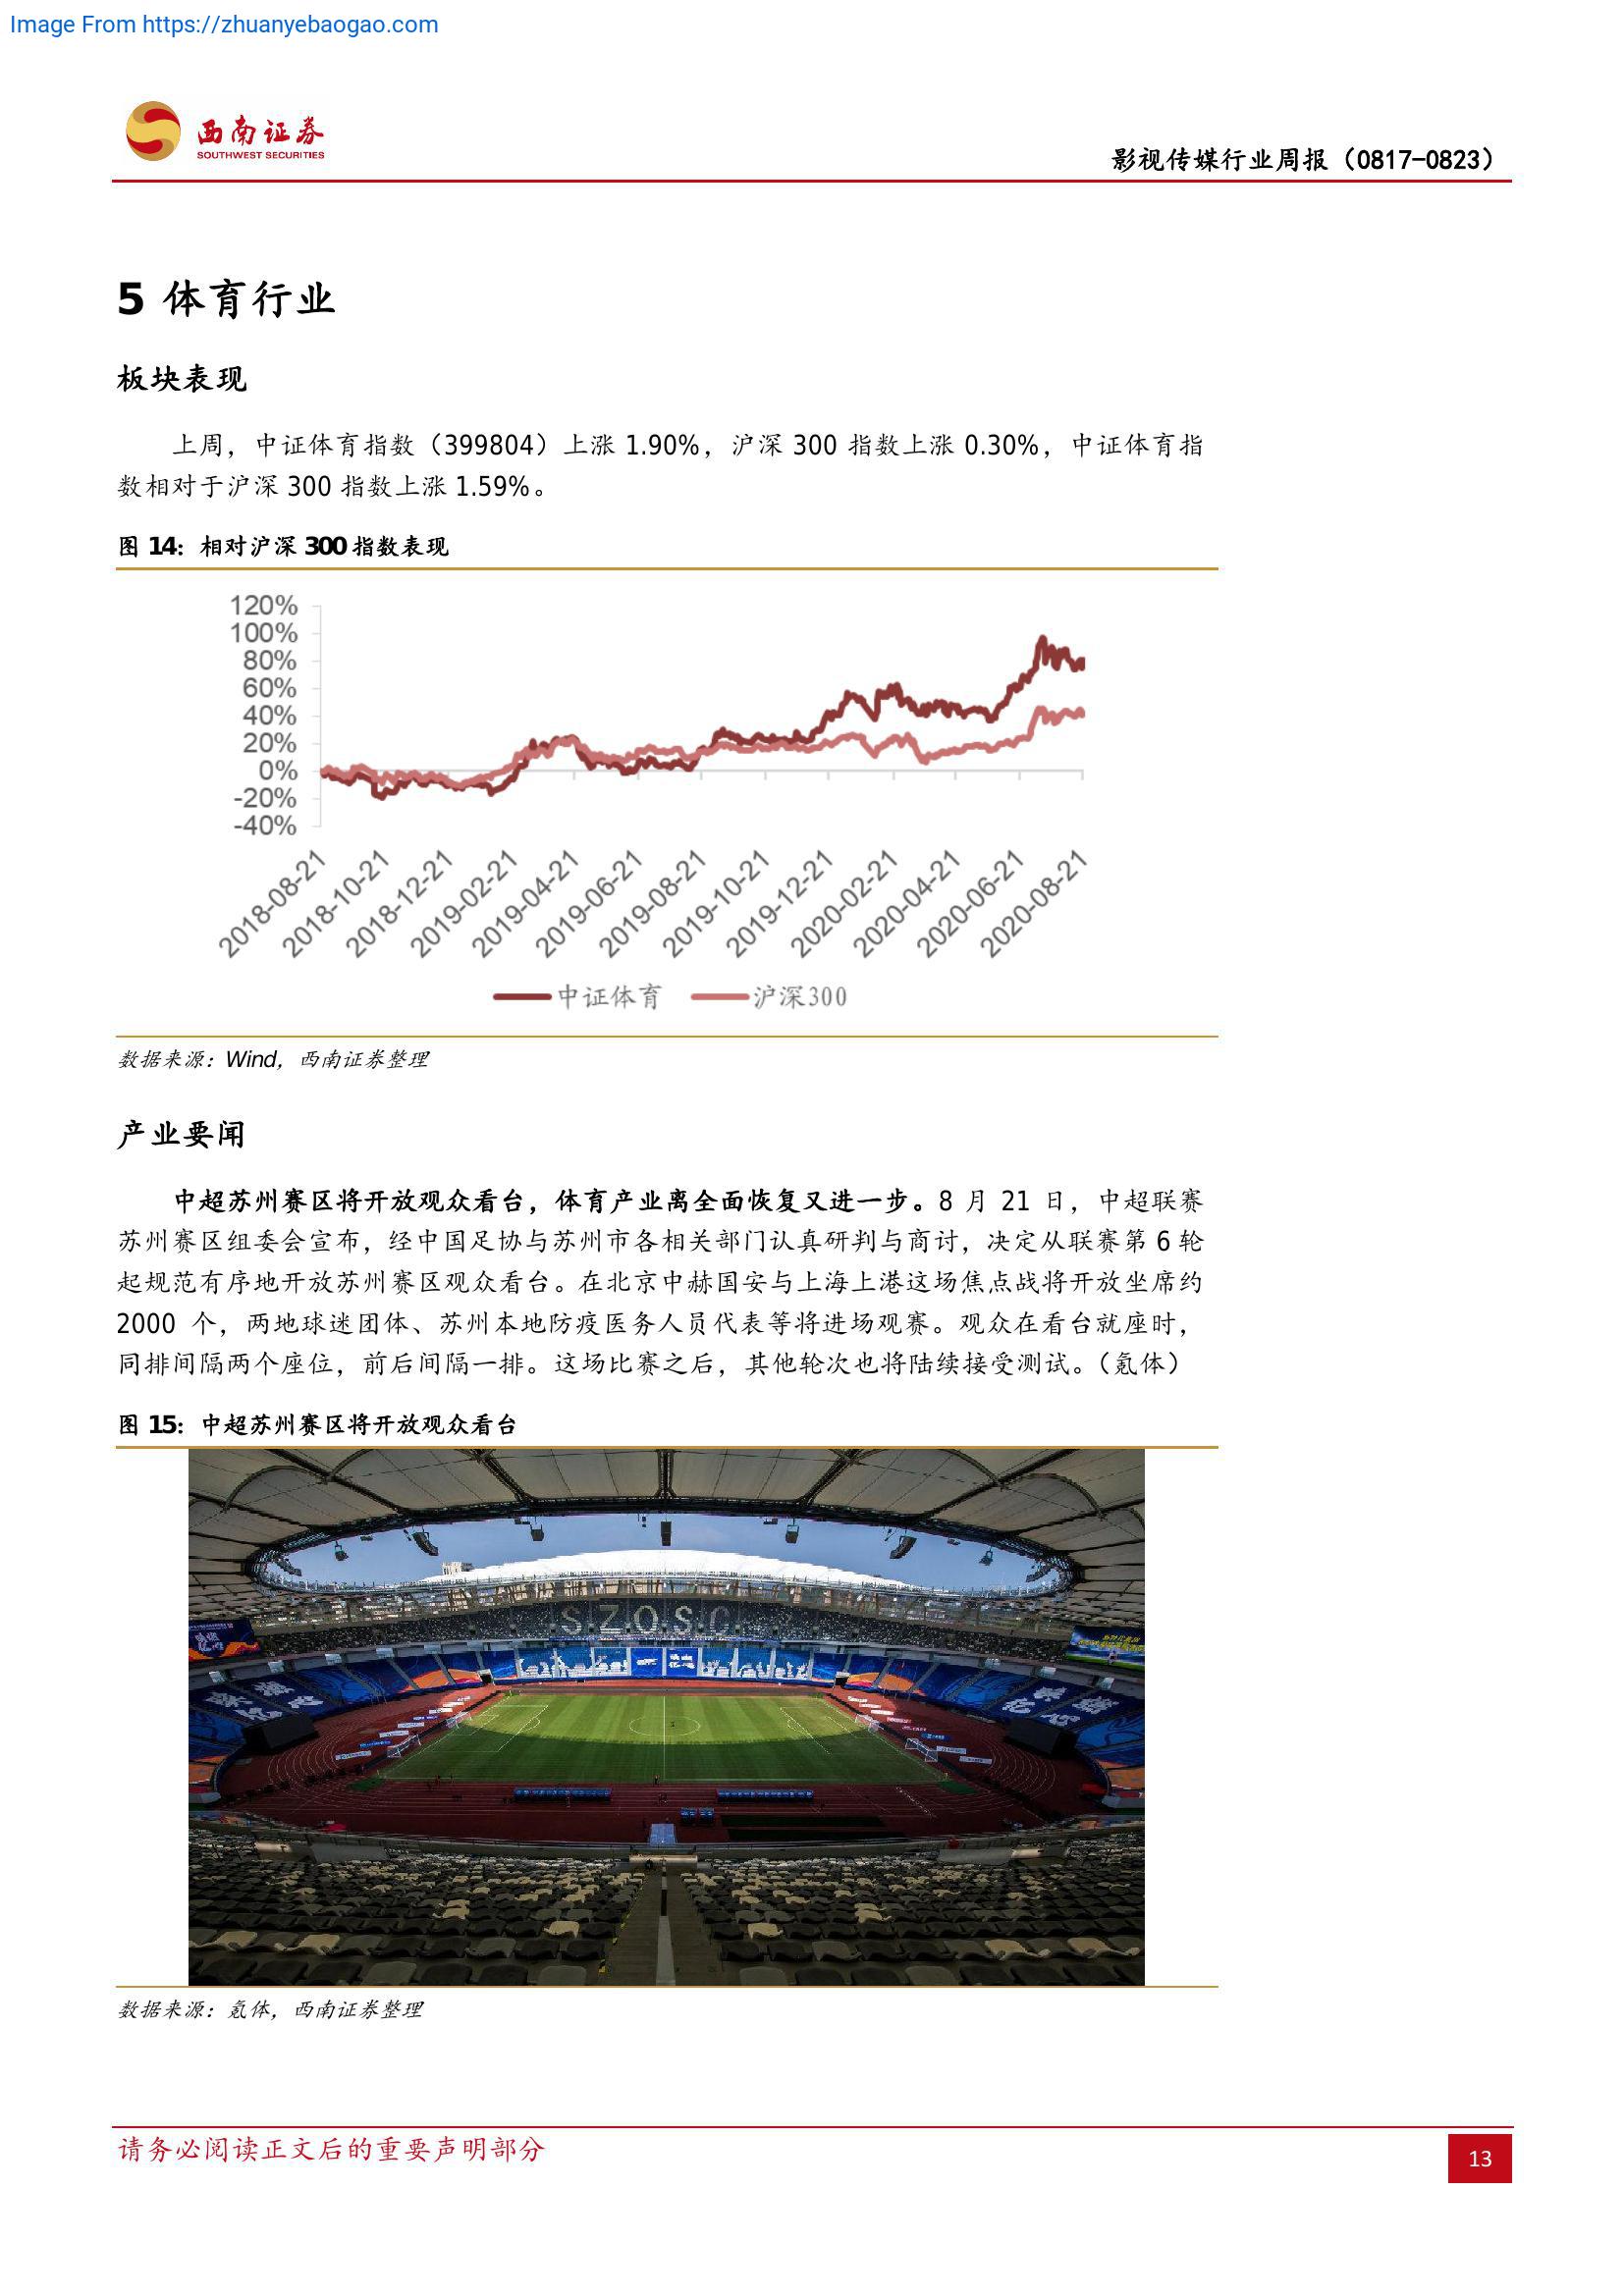 Image From https://zhuanyebaogao.com
西南证券
SOUTHWEST SECURITIES
影视传媒行业周报（0817-0823）
5 体育行业
板块表现
上周，中证体育指数（399804）上涨 1.90%，沪深 300 指数上涨 0.30%，中证体育指
数相对于沪深 300 指数上涨 1.59%。
图 14：相对沪深 300 指数表现
120%
100%
80%
60%
40%
20%
0%
-20%
-40%
2018-08-21
2018-10-21
2018-12-21
2019-02-21
2019-04-21
2019-06-21
2019-08-21
2019-10-21
2019-12-21
2020-02-21
2020-04-21
2020-06-21
2020-08-21
中证体育
沪深300
数据来源：Wind，西南证券整理
产业要闻
中超苏州赛区将开放观众看台，体育产业离全面恢复又进一步。8 月 21 日，中超联赛
苏州赛区组委会宣布，经中国足协与苏州市各相关部门认真研判与商讨，决定从联赛第 6 轮
起规范有序地开放苏州赛区观众看台。在北京中赫国安与上海上港这场焦点战将开放坐席约
2000 个，两地球迷团体、苏州本地防疫医务人员代表等将进场观赛。观众在看台就座时，
同排间隔两个座位，前后间隔一排。这场比赛之后，其他轮次也将陆续接受测试。（氪体）
图 15：中超苏州赛区将开放观众看台
SZOSC
数据来源：氪体，西南证券整理
请务必阅读正文后的重要声明部分
13